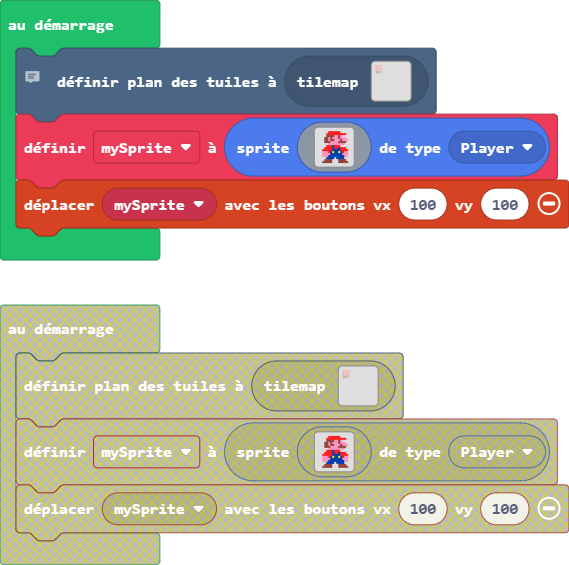 au démarrage
définir plan des tuiles à tilemap
définir mySprite à sprite de type Player
déplacer mySprite avec les boutons vx 100 vy 100
au démarrage
définir plan des tuiles à tilemap
définir mySprite à sprite de type Player
déplacer mySprite avec les boutons vx 100 vy 100